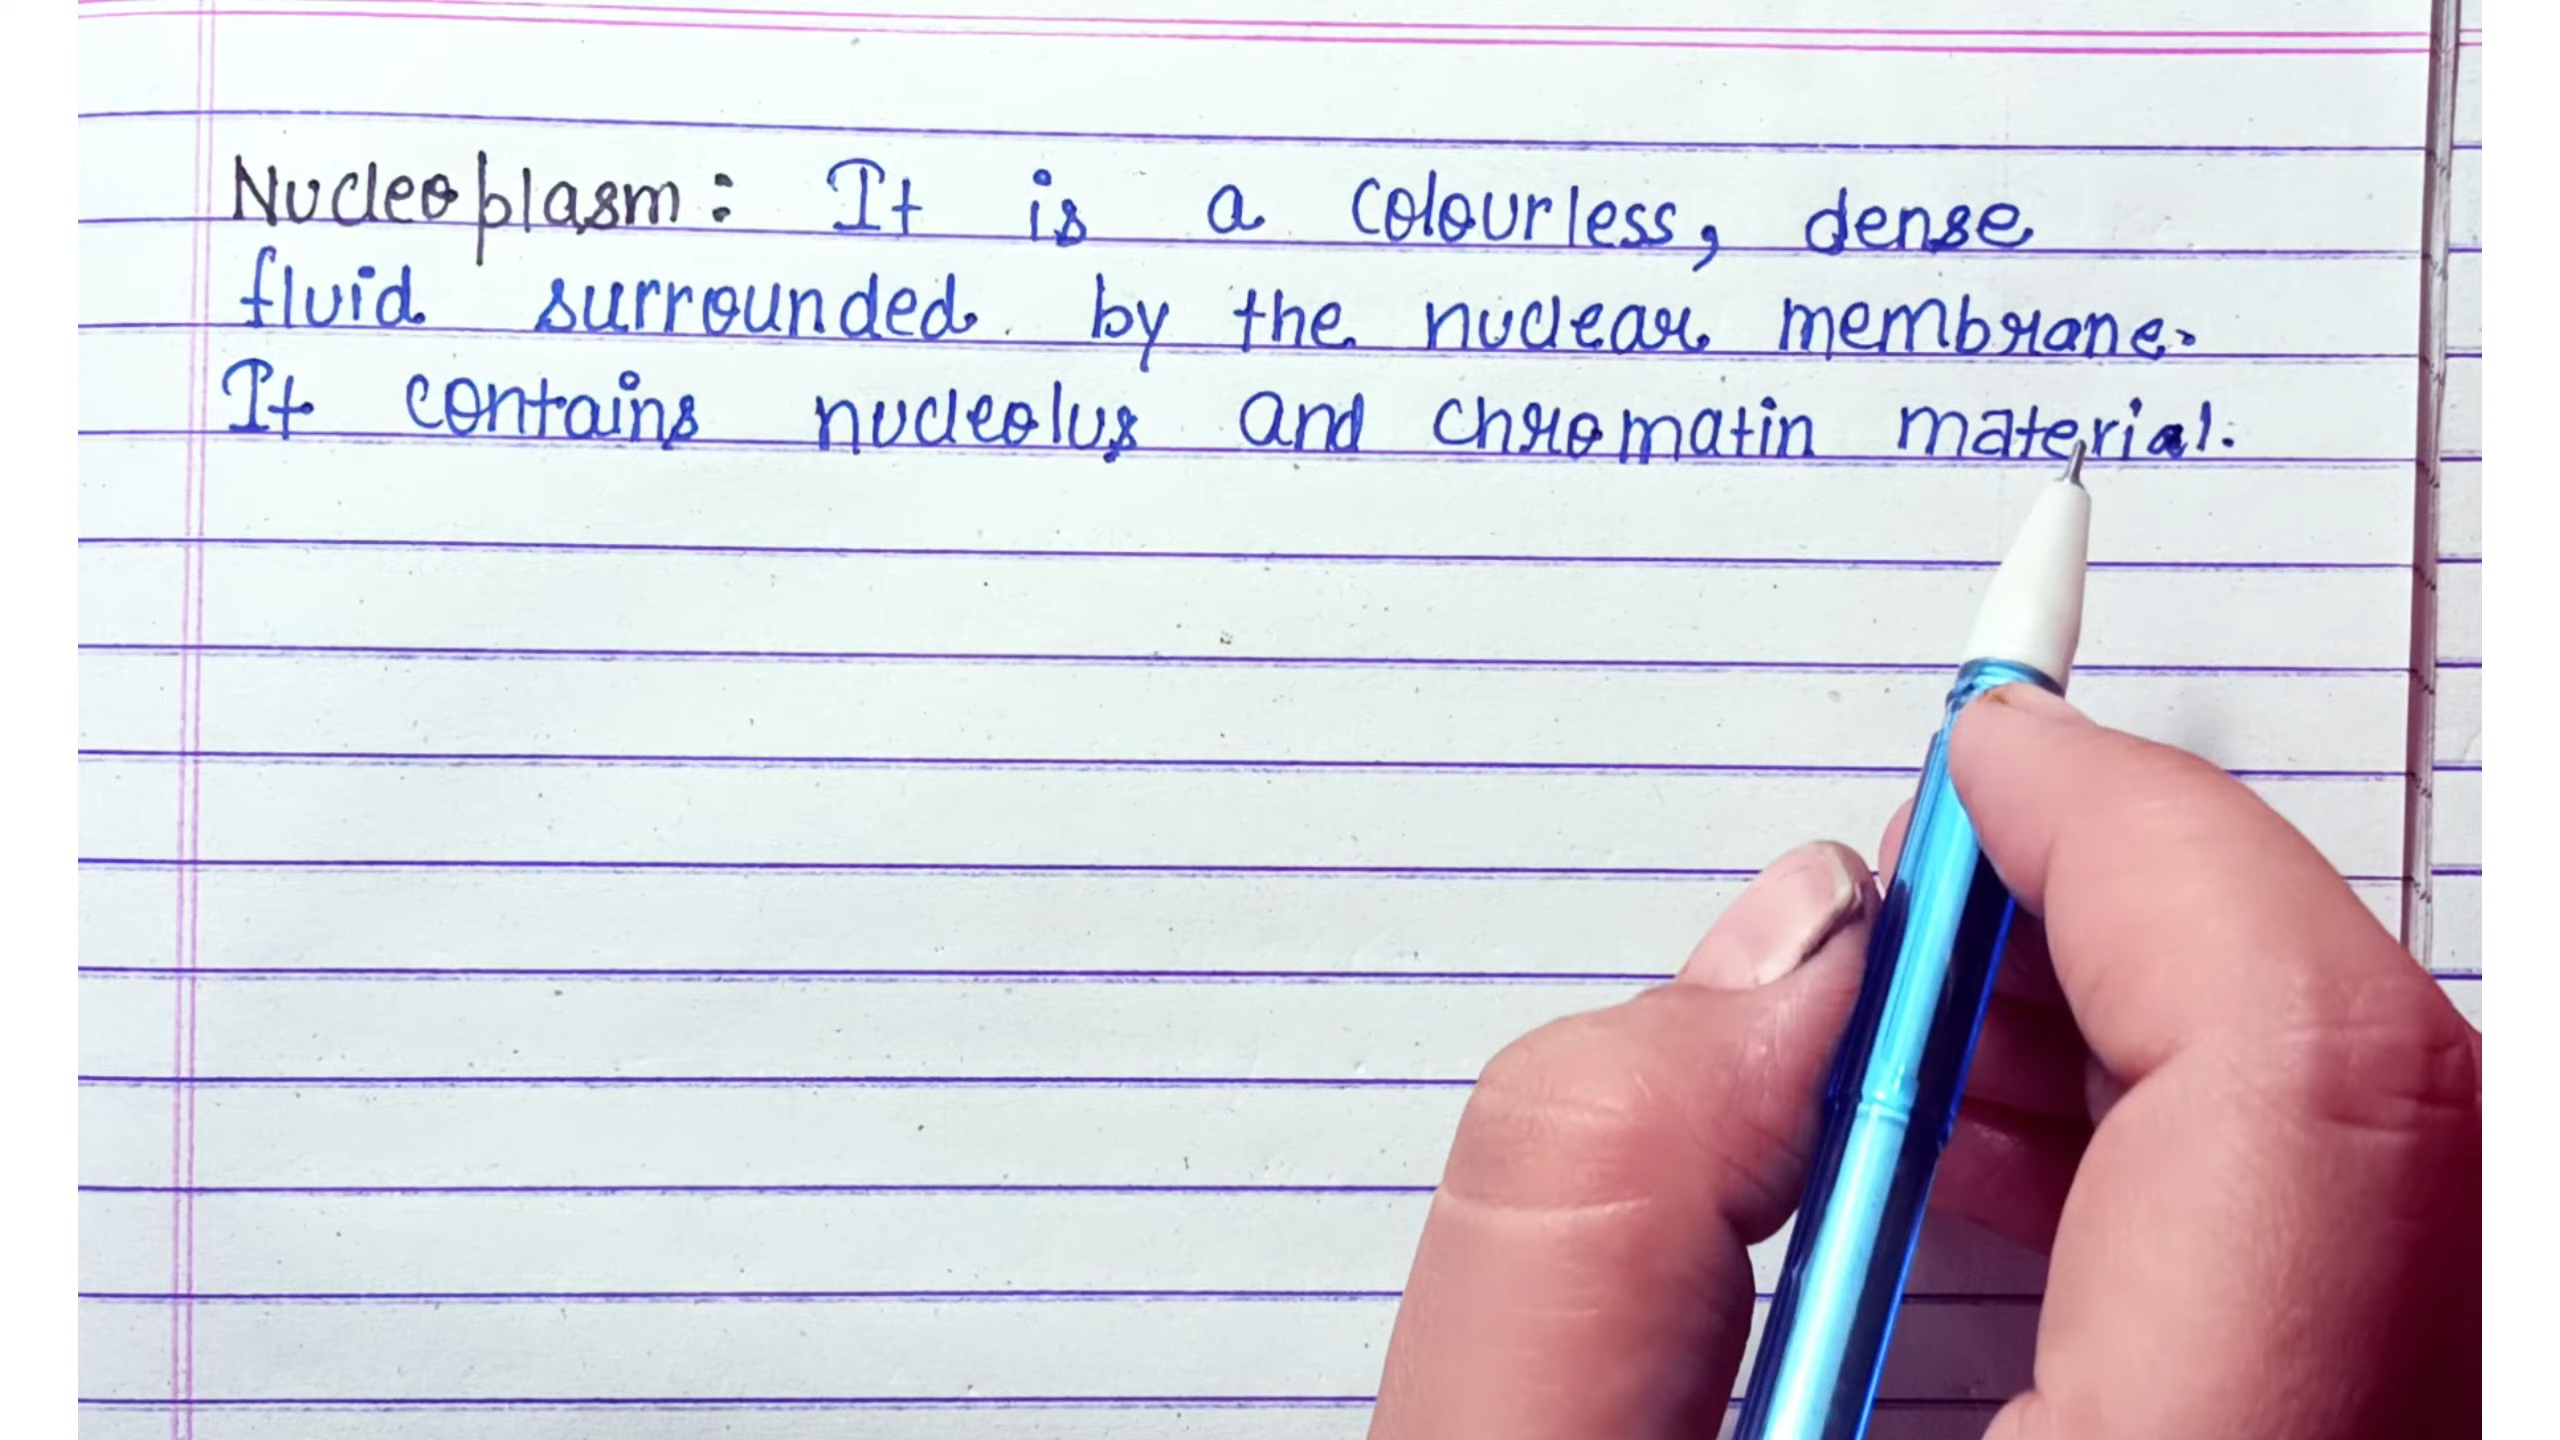 Nucleoplasm: It is a colourless, dense
fluid surrounded by the nuclear membrane.
It contains nucleolus and chromatin material.